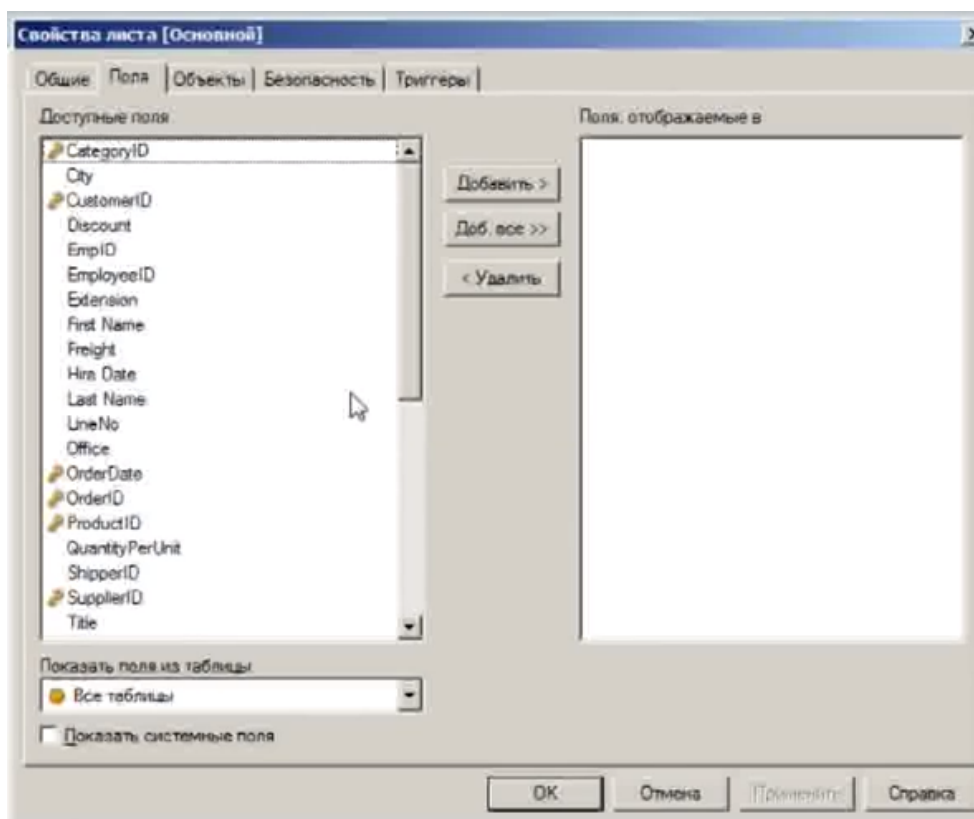 Свойства листа [Основной]
Общие Поля Объекты Безопасность Триггеры
Доступные поля
Поля, отображаемые в
CategoryID
City
CustomerID
Discount
EmpID
EmployeeID
Extension
First Name
Freight
Hire Date
Last Name
LineNo
Office
OrderDate
OrderID
ProductID
QuantityPerUnit
ShipperID
SupplierID
Title
Добавить >
Доб. все >>
< Удалить
Показать поля из таблицы
Все таблицы
Показать системные поля
OK Отмена Применить Справка